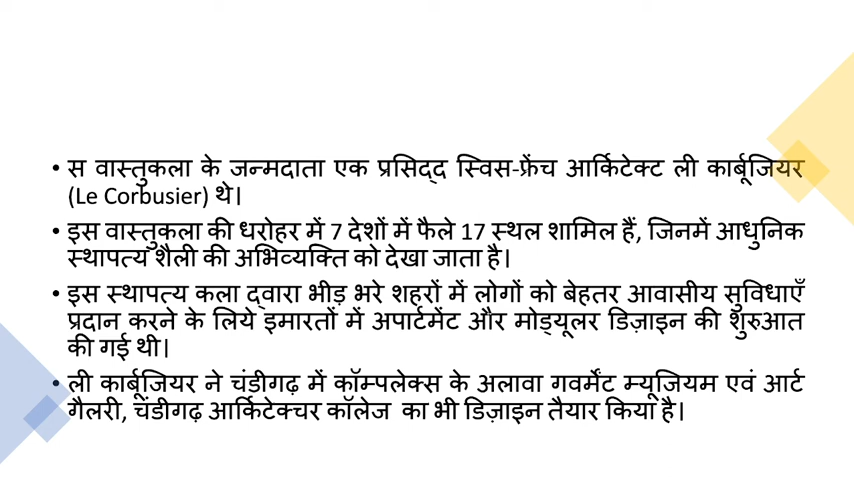 • स वास्तुकला के जन्मदाता एक प्रसिद्द स्विस-फ्रेंच आर्किटेक्ट ली कार्बूजियर
(Le Corbusier) थे।
• इस वास्तुकला की धरोहर में 7 देशों में फैले 17 स्थल शामिल हैं, जिनमें आधुनिक
स्थापत्य शैली की अभिव्यक्ति को देखा जाता है।
• इस स्थापत्य कला द्वारा भीड़ भरे शहरों में लोगों को बेहतर आवासीय सुविधाएँ
प्रदान करने के लिये इमारतों में अपार्टमेंट और मोड्यूलर डिज़ाइन की शुरुआत
की गई थी।
• ली कार्बूजियर ने चंडीगढ़ में कॉम्पलेक्स के अलावा गवर्मेंट म्यूजियम एवं आर्ट
गैलरी, चंडीगढ़ आर्किटेक्चर कॉलेज का भी डिज़ाइन तैयार किया है।